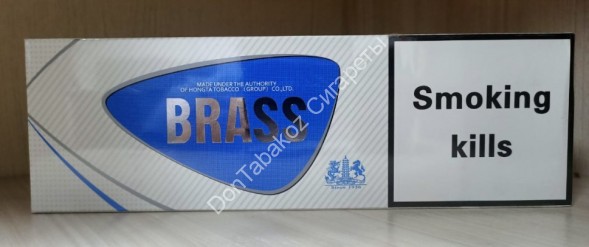 MADE UNDER THE AUTHORITY
OF HONGTA TOBACCO (GROUP) CO.,LTD.
BRASS
Smoking
kills
DonTabakoz Сигареты